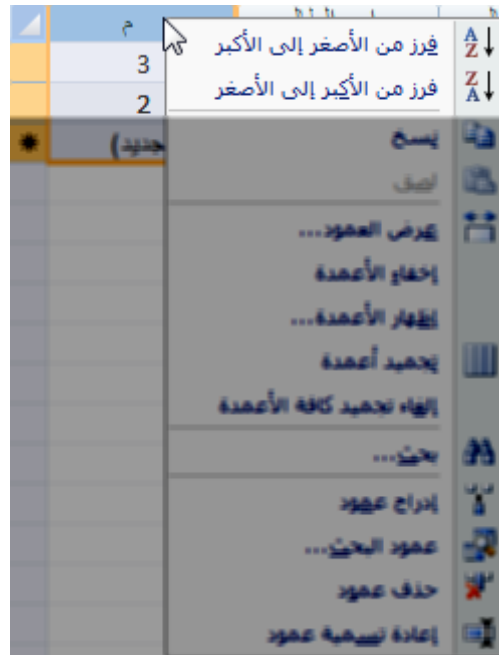 م
3
2
(جديد)
فرز من الأصغر إلى الأكبر
فرز من الأكبر إلى الأصغر
نسخ
لصق
عرض العمود...
إخفاء الأعمدة
إظهار الأعمدة...
تجميد أعمدة
إلغاء تجميد كافة الأعمدة
بحث...
إدراج عمود
عمود البحث...
حذف عمود
إعادة تسمية عمود